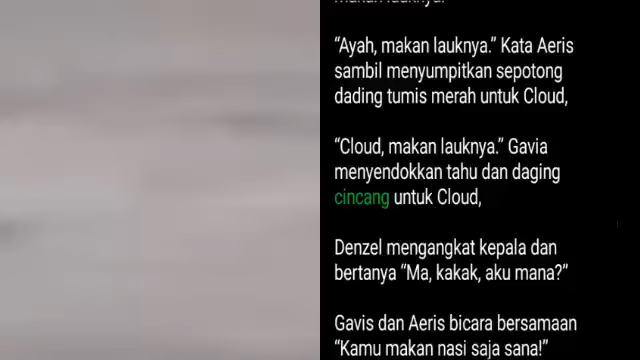 “Ayah, makan lauknya.” Kata Aeris
sambil menyumpitkan sepotong
dading tumis merah untuk Cloud,
“Cloud, makan lauknya.” Gavia
menyendokkan tahu dan daging
cincang untuk Cloud,
Denzel mengangkat kepala dan
bertanya “Ma, kakak, aku mana?”
Gavis dan Aeris bicara bersamaan
“Kamu makan nasi saja sana!”